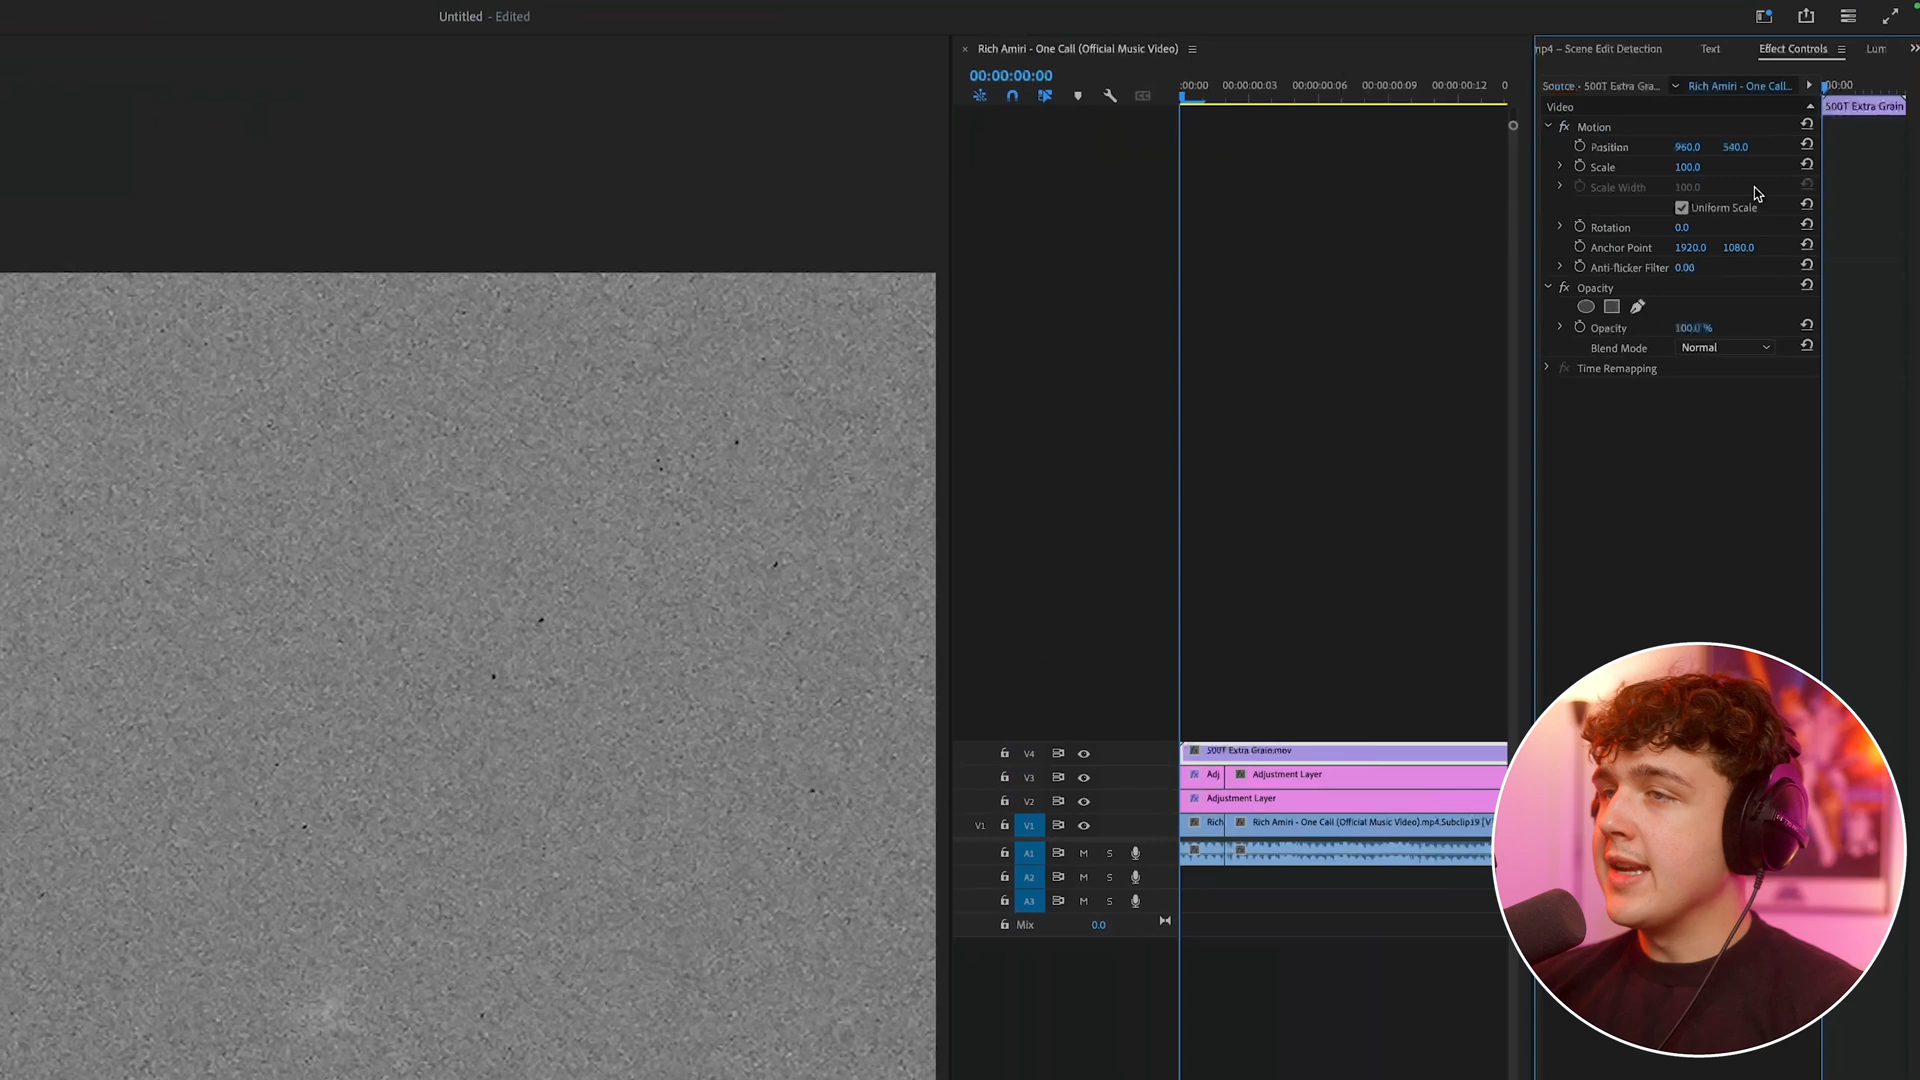 Untitled - Edited
× Rich Amiri - One Call (Official Music Video)
00:00:00:00
:00:00 00:00:00:03 00:00:00:06 00:00:00:09 00:00:00:12 0
V4 500T Extra Grain.mov
V3 Adj Adjustment Layer
V2 Adjustment Layer
V1 V1 Rich Rich Amiri - One Call (Official Music Video).mp4.Subclip19 [V
A1 M S
A2 M S
A3 M S
Mix 0.0
mp4 – Scene Edit Detection Text Effect Controls Lum
Source · 500T Extra Gra... Rich Amiri - One Call... :00:00
Video 500T Extra Grain
fx Motion
Position 960.0 540.0
Scale 100.0
Scale Width 100.0
Uniform Scale
Rotation 0.0
Anchor Point 1920.0 1080.0
Anti-flicker Filter 0.00
fx Opacity
Opacity 100.0 %
Blend Mode Normal
fx Time Remapping